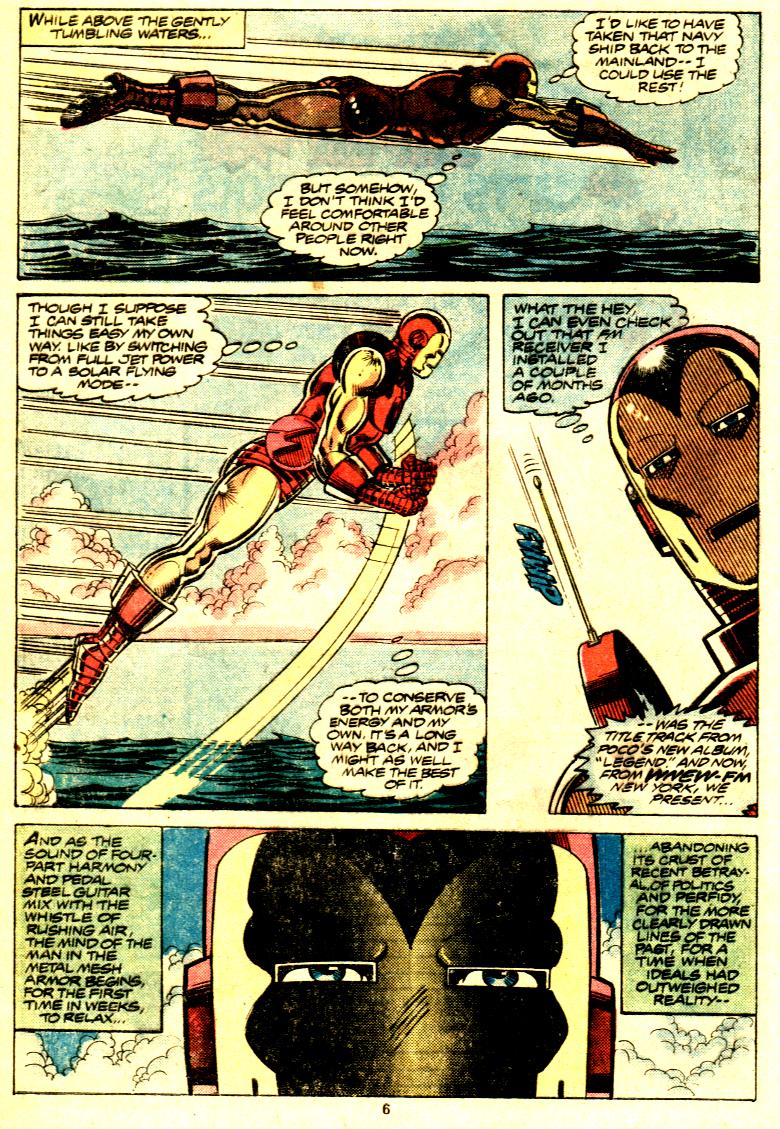 WHILE ABOVE THE GENTLY
TUMBLING WATERS...
I'D LIKE TO HAVE
TAKEN THAT NAVY
SHIP BACK TO THE
MAINLAND-- I
COULD USE THE
REST!
BUT SOMEHOW,
I DON'T THINK I'D
FEEL COMFORTABLE
AROUND OTHER
PEOPLE RIGHT
NOW.
THOUGH I SUPPOSE
I CAN STILL TAKE
THINGS EASY MY OWN
WAY. LIKE BY SWITCHING
FROM FULL JET POWER
TO A SOLAR FLYING
MODE--
--TO CONSERVE
BOTH MY ARMOR'S
ENERGY AND MY
OWN. IT'S A LONG
WAY BACK, AND I
MIGHT AS WELL
MAKE THE BEST
OF IT.
WHAT THE HEY,
I CAN EVEN CHECK
OUT THAT FM
RECEIVER I
INSTALLED
A COUPLE
OF MONTHS
AGO.
FWIP
--WAS THE
TITLE TRACK FROM
POCO'S NEW ALBUM,
"LEGEND." AND NOW,
FROM WNEW-FM
NEW YORK, WE
PRESENT...
AND AS THE
SOUND OF FOUR-
PART HARMONY
AND PEDAL
STEEL GUITAR
MIX WITH THE
WHISTLE OF
RUSHING AIR,
THE MIND OF THE
MAN IN THE
METAL MESH
ARMOR BEGINS,
FOR THE FIRST
TIME IN WEEKS,
TO RELAX...
...ABANDONING
ITS CRUST OF
RECENT BETRAY-
AL, OF POLITICS
AND PERFIDY,
FOR THE MORE
CLEARLY DRAWN
LINES OF THE
PAST, FOR A
TIME WHEN
IDEALS HAD
OUTWEIGHED
REALITY--
6